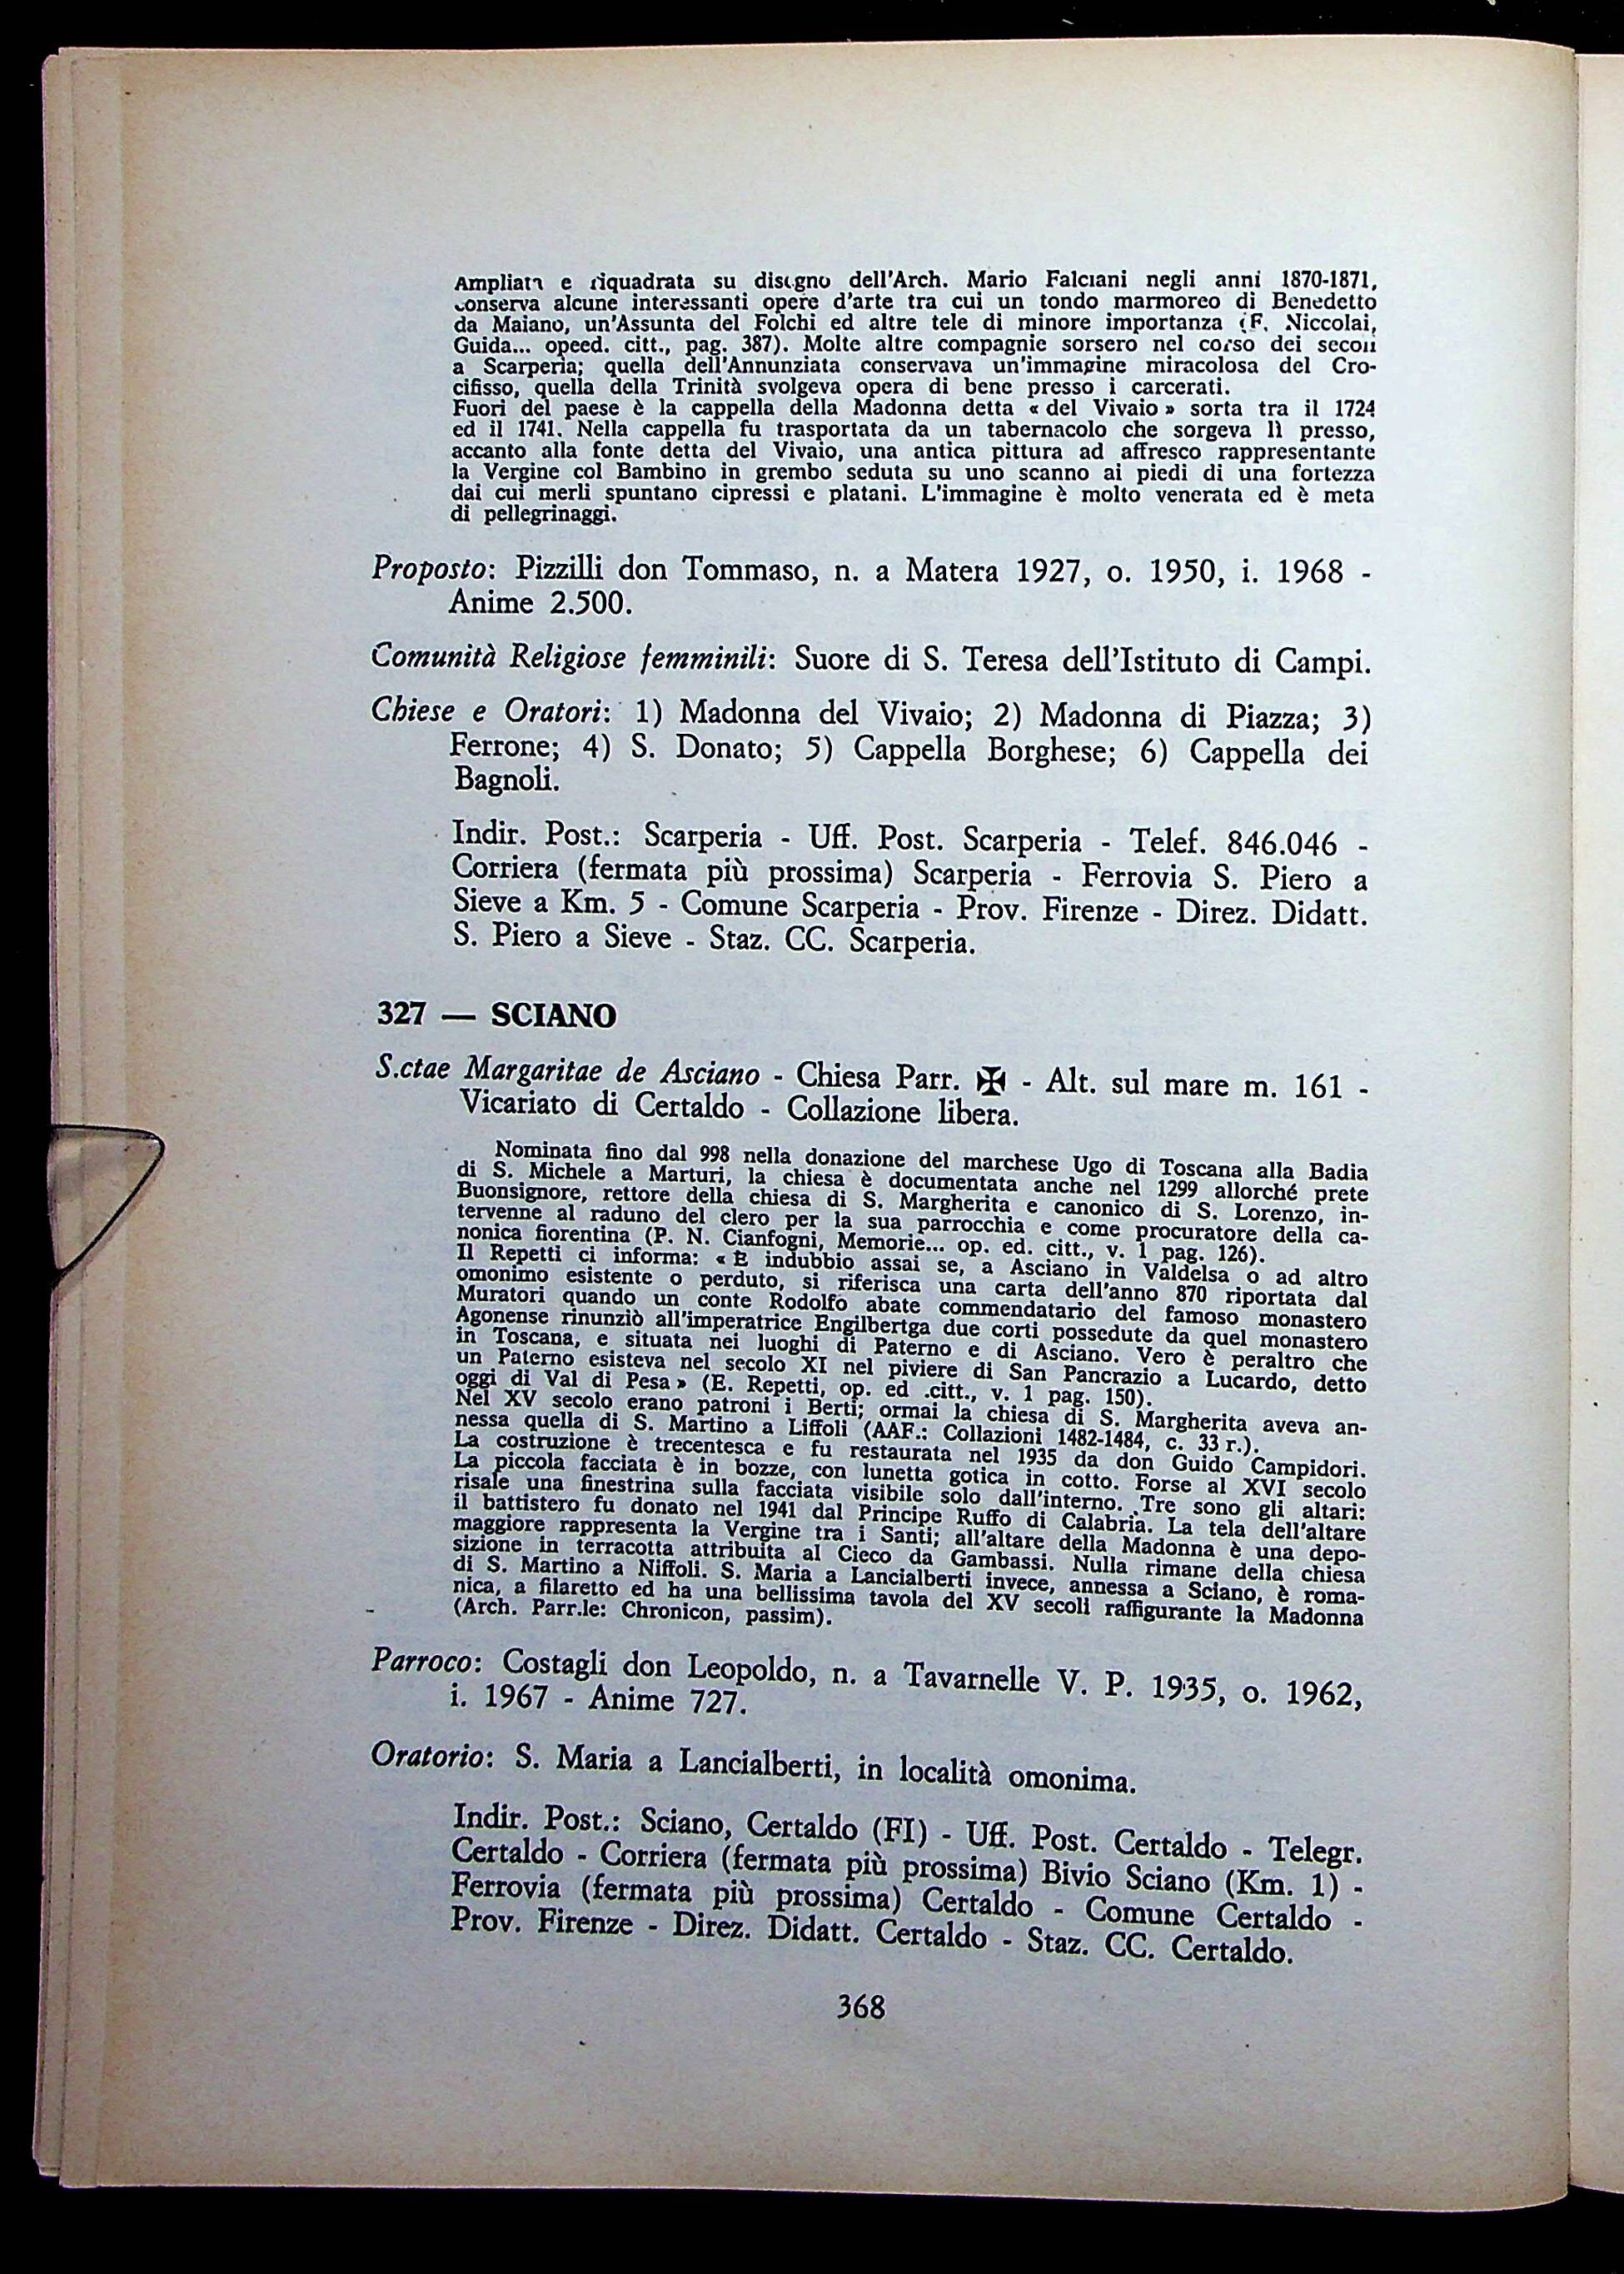 Ampliata e riquadrata su disegno dell'Arch. Mario Falciani negli anni 1870-1871,
conserva alcune interessanti opere d'arte tra cui un tondo marmoreo di Benedetto
da Maiano, un'Assunta del Folchi ed altre tele di minore importanza (F. Niccolai,
Guida... opeed. citt., pag. 387). Molte altre compagnie sorsero nel corso dei secoli
a Scarperia; quella dell'Annunziata conservava un'immagine miracolosa del Cro-
cifisso, quella della Trinità svolgeva opera di bene presso i carcerati.
Fuori del paese è la cappella della Madonna detta « del Vivaio » sorta tra il 1724
ed il 1741. Nella cappella fu trasportata da un tabernacolo che sorgeva lì presso,
accanto alla fonte detta del Vivaio, una antica pittura ad affresco rappresentante
la Vergine col Bambino in grembo seduta su uno scanno ai piedi di una fortezza
dai cui merli spuntano cipressi e platani. L'immagine è molto venerata ed è meta
di pellegrinaggi.
Proposto: Pizzilli don Tommaso, n. a Matera 1927, o. 1950, i. 1968 -
Anime 2.500.
Comunità Religiose femminili: Suore di S. Teresa dell'Istituto di Campi.
Chiese e Oratori: 1) Madonna del Vivaio; 2) Madonna di Piazza; 3)
Ferrone; 4) S. Donato; 5) Cappella Borghese; 6) Cappella dei
Bagnoli.
Indir. Post.: Scarperia - Uff. Post. Scarperia - Telef. 846.046 -
Corriera (fermata più prossima) Scarperia - Ferrovia S. Piero a
Sieve a Km. 5 - Comune Scarperia - Prov. Firenze - Direz. Didatt.
S. Piero a Sieve - Staz. CC. Scarperia.
327 — SCIANO
S.ctae Margaritae de Asciano - Chiesa Parr. ✠ - Alt. sul mare m. 161 -
Vicariato di Certaldo - Collazione libera.
Nominata fino dal 998 nella donazione del marchese Ugo di Toscana alla Badia
di S. Michele a Marturi, la chiesa è documentata anche nel 1299 allorché prete
Buonsignore, rettore della chiesa di S. Margherita e canonico di S. Lorenzo, in-
tervenne al raduno del clero per la sua parrocchia e come procuratore della ca-
nonica fiorentina (P. N. Cianfogni, Memorie... op. ed. citt., v. 1 pag. 126).
Il Repetti ci informa: « E indubbio assai se, a Asciano in Valdelsa o ad altro
omonimo esistente o perduto, si riferisca una carta dell'anno 870 riportata dal
Muratori quando un conte Rodolfo abate commendatario del famoso monastero
Agonense rinunziò all'imperatrice Engilbertga due corti possedute da quel monastero
in Toscana, e situata nei luoghi di Paterno e di Asciano. Vero è peraltro che
un Paterno esisteva nel secolo XI nel piviere di San Pancrazio a Lucardo, detto
oggi di Val di Pesa » (E. Repetti, op. ed .citt., v. 1 pag. 150).
Nel XV secolo erano patroni i Berti; ormai la chiesa di S. Margherita aveva an-
nessa quella di S. Martino a Liffoli (AAF.: Collazioni 1482-1484, c. 33 r.).
La costruzione è trecentesca e fu restaurata nel 1935 da don Guido Campidori.
La piccola facciata è in bozze, con lunetta gotica in cotto. Forse al XVI secolo
risale una finestrina sulla facciata visibile solo dall'interno. Tre sono gli altari:
il battistero fu donato nel 1941 dal Principe Ruffo di Calabria. La tela dell'altare
maggiore rappresenta la Vergine tra i Santi; all'altare della Madonna è una depo-
sizione in terracotta attribuita al Cieco da Gambassi. Nulla rimane della chiesa
di S. Martino a Niffoli. S. Maria a Lancialberti invece, annessa a Sciano, è roma-
nica, a filaretto ed ha una bellissima tavola del XV secoli raffigurante la Madonna
(Arch. Parr.le: Chronicon, passim).
Parroco: Costagli don Leopoldo, n. a Tavarnelle V. P. 1935, o. 1962,
i. 1967 - Anime 727.
Oratorio: S. Maria a Lancialberti, in località omonima.
Indir. Post.: Sciano, Certaldo (FI) - Uff. Post. Certaldo - Telegr.
Certaldo - Corriera (fermata più prossima) Bivio Sciano (Km. 1) -
Ferrovia (fermata più prossima) Certaldo - Comune Certaldo -
Prov. Firenze - Direz. Didatt. Certaldo - Staz. CC. Certaldo.
368